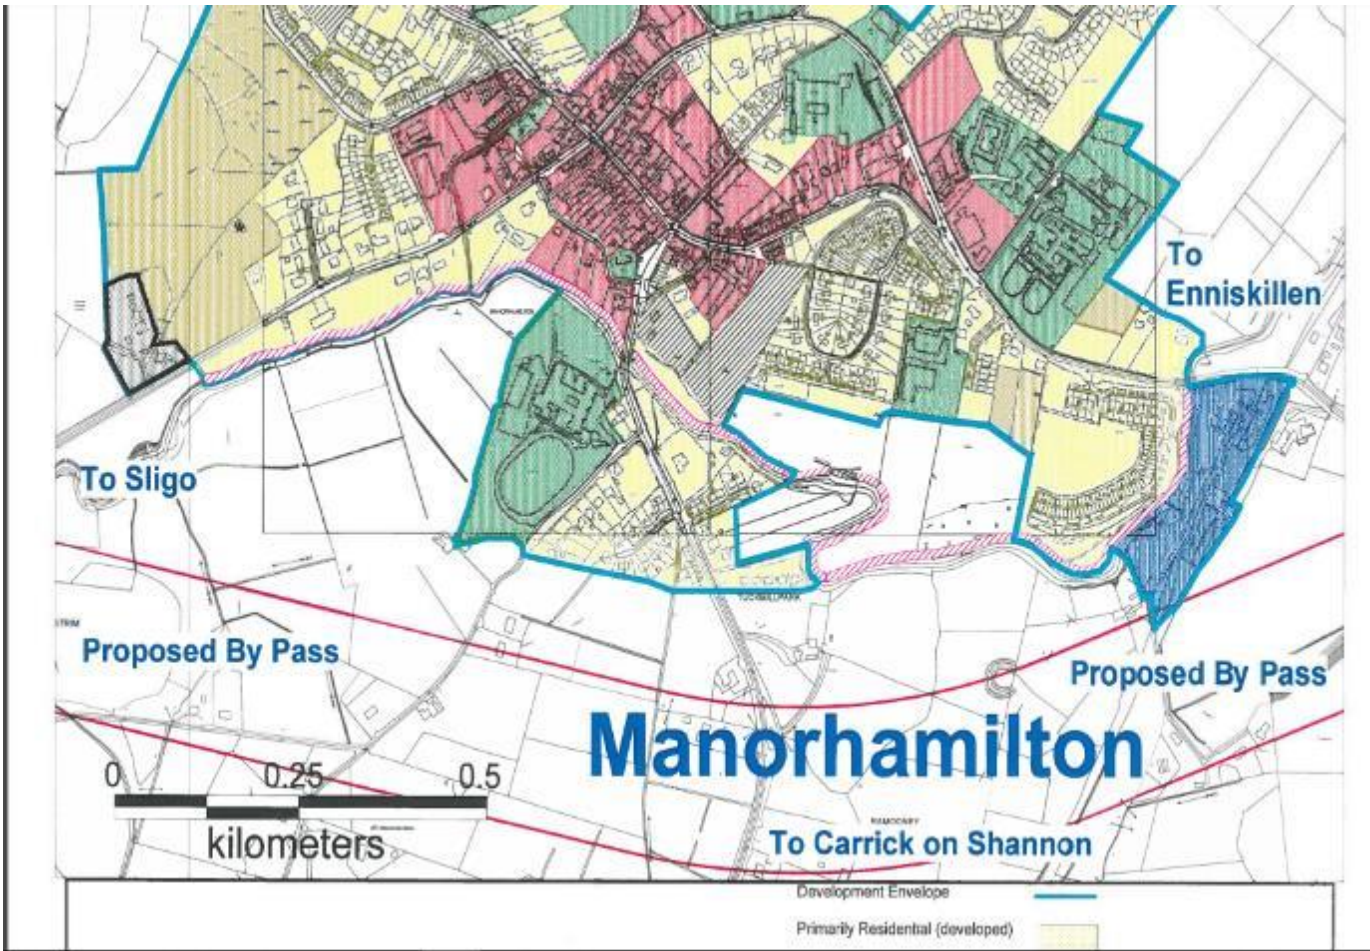 To
Enniskillen
To Sligo
Proposed By Pass
Proposed By Pass
Manorhamilton
0 0.25 0.5
kilometers
To Carrick on Shannon
Development Envelope
Primarily Residential (developed)